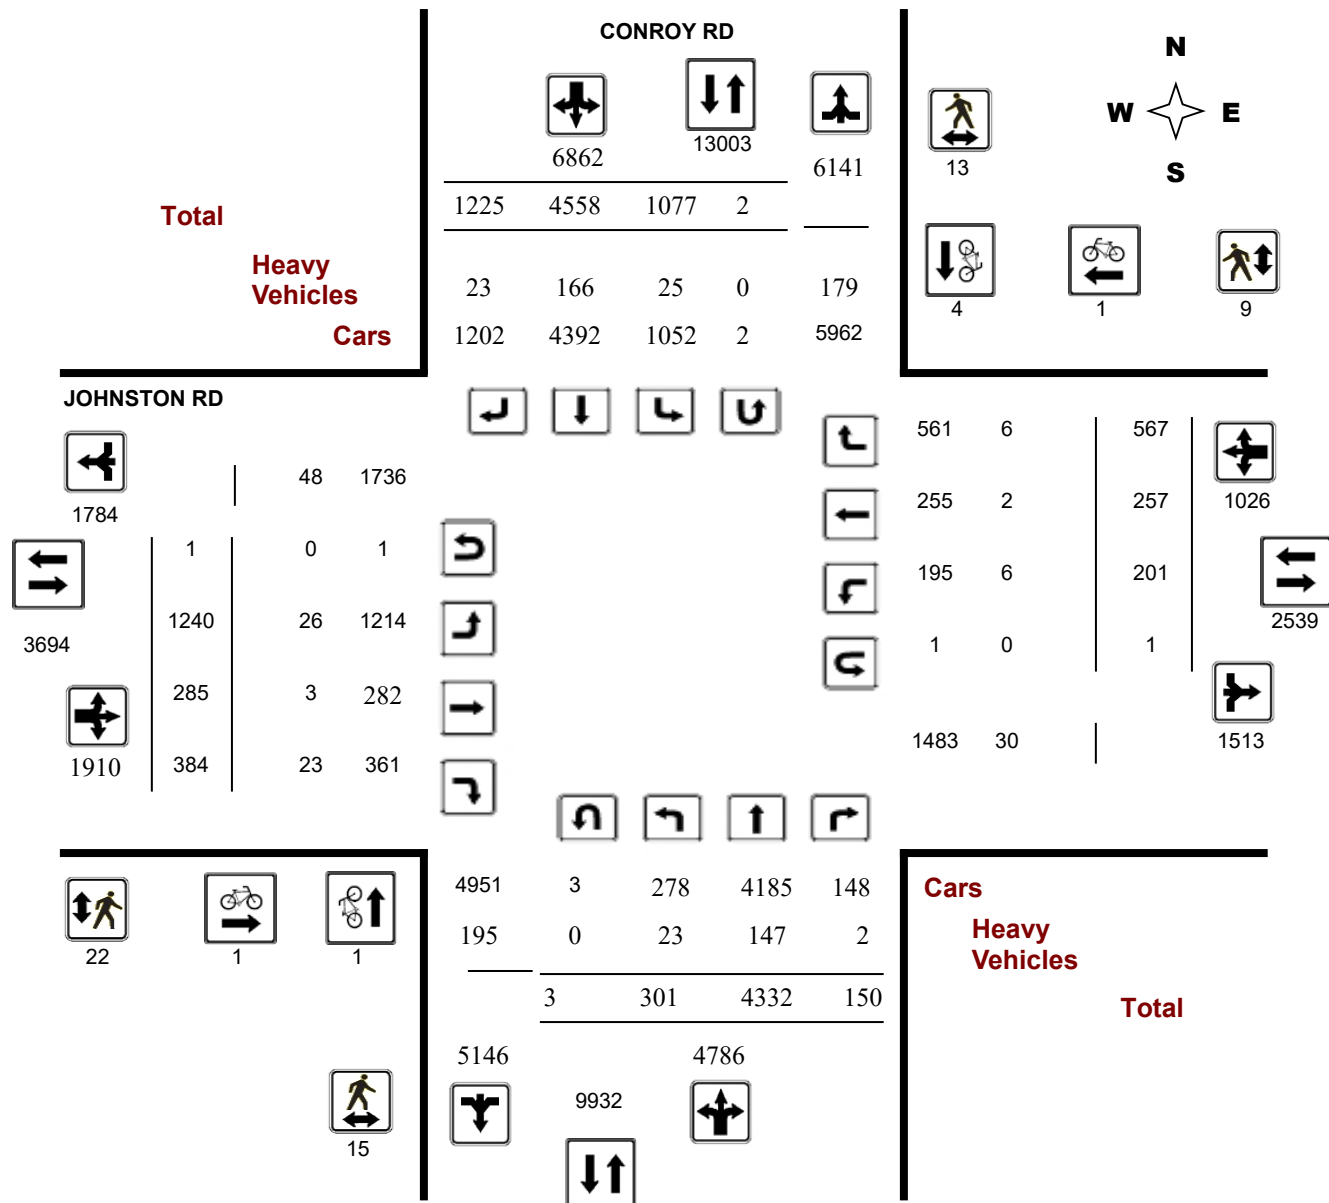 CONROY RD
N
W E
S
6862 13003 6141 13
Total 1225 4558 1077 2
Heavy
Vehicles 23 166 25 0 179
4 1 9
Cars 1202 4392 1052 2 5962
JOHNSTON RD
561 6 567
48 1736
1784
255 2 257 1026
1 0 1
195 6 201
1240 26 1214
2539
3694
1 0 1
285 3 282
1483 30 1513
1910 384 23 361
4951 3 278 4185 148 Cars
195 0 23 147 2 Heavy
Vehicles
22 1 1
3 301 4332 150 Total
5146 4786
9932
15